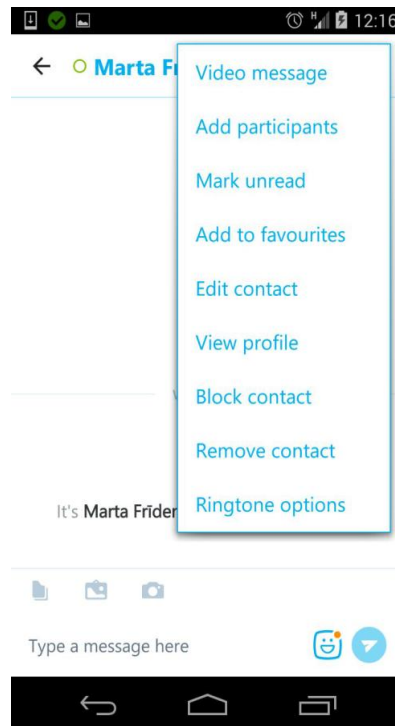 12:16
Marta F
Video message
Add participants
Mark unread
Add to favourites
Edit contact
View profile
Block contact
Remove contact
It's Marta Frīder
Ringtone options
Type a message here